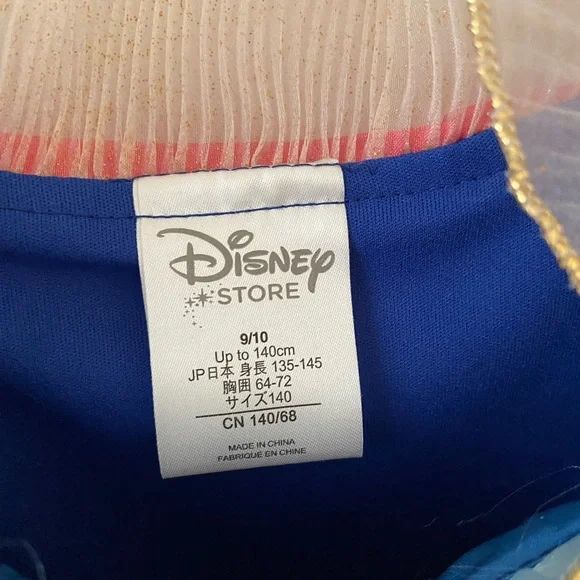 Disney
STORE
9/10
Up to 140cm
JP日本 身長 135-145
胸囲 64-72
サイズ140
CN 140/68
MADE IN CHINA
FABRIQUÉ EN CHINE